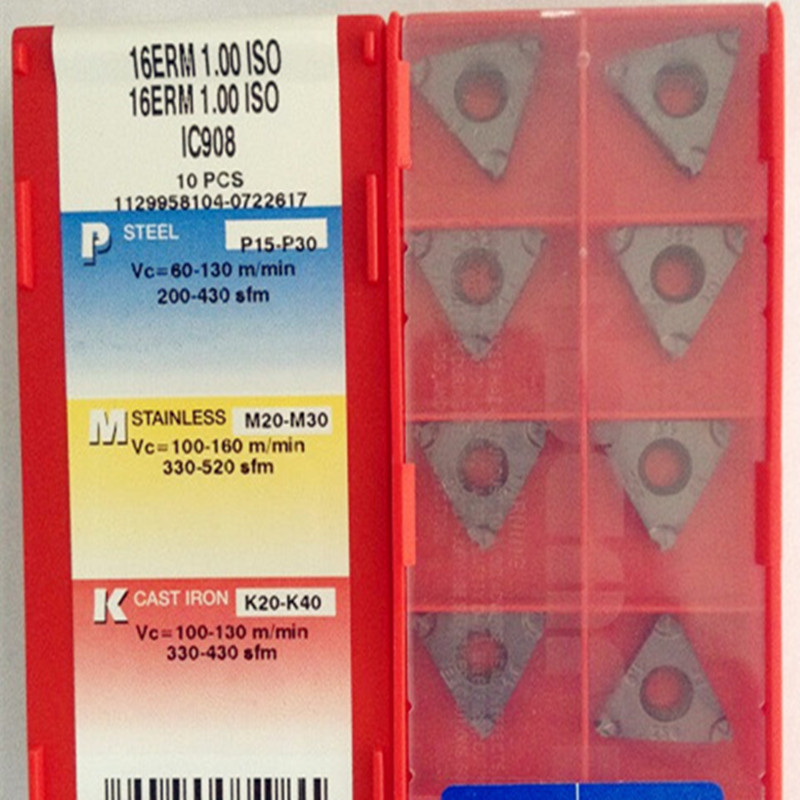 16ERM 1.00 ISO
16ERM 1.00 ISO
IC908
10 PCS
1129958104-0722617
P STEEL P15-P30
Vc=60-130 m/min
200-430 sfm
M STAINLESS M20-M30
Vc=100-160 m/min
330-520 sfm
K CAST IRON K20-K40
Vc=100-130 m/min
330-430 sfm